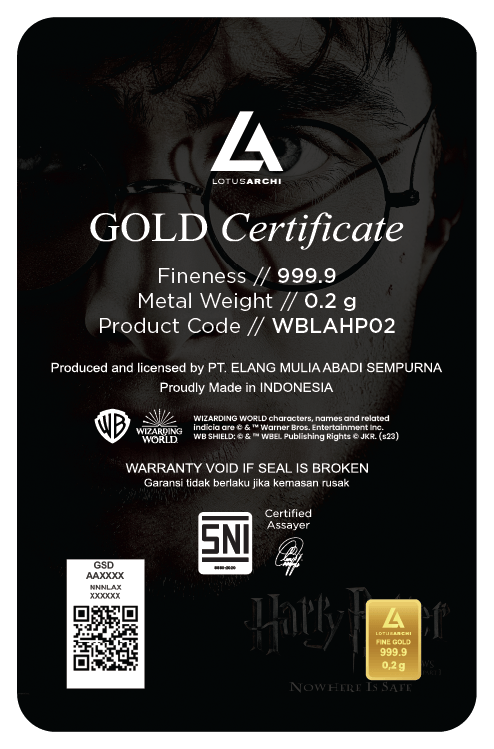 LA
LOTUSARCHI
GOLD Certificate
Fineness // 999.9
Metal Weight // 0.2 g
Product Code // WBLAHP02
Produced and licensed by PT. ELANG MULIA ABADI SEMPURNA
Proudly Made in INDONESIA
WB
WIZARDING
WORLD
WIZARDING WORLD characters, names and related
indicia are © & ™ Warner Bros. Entertainment Inc.
WB SHIELD: © & ™ WBEI. Publishing Rights © JKR. (s23)
WARRANTY VOID IF SEAL IS BROKEN
Garansi tidak berlaku jika kemasan rusak
SNI
Certified
Assayer
GSD
AAXXXX
NNNLAX
XXXXXX
Harry Potter
NOWHERE IS SAFE
LA
LOTUSARCHI
FINE GOLD
999.9
0,2 g